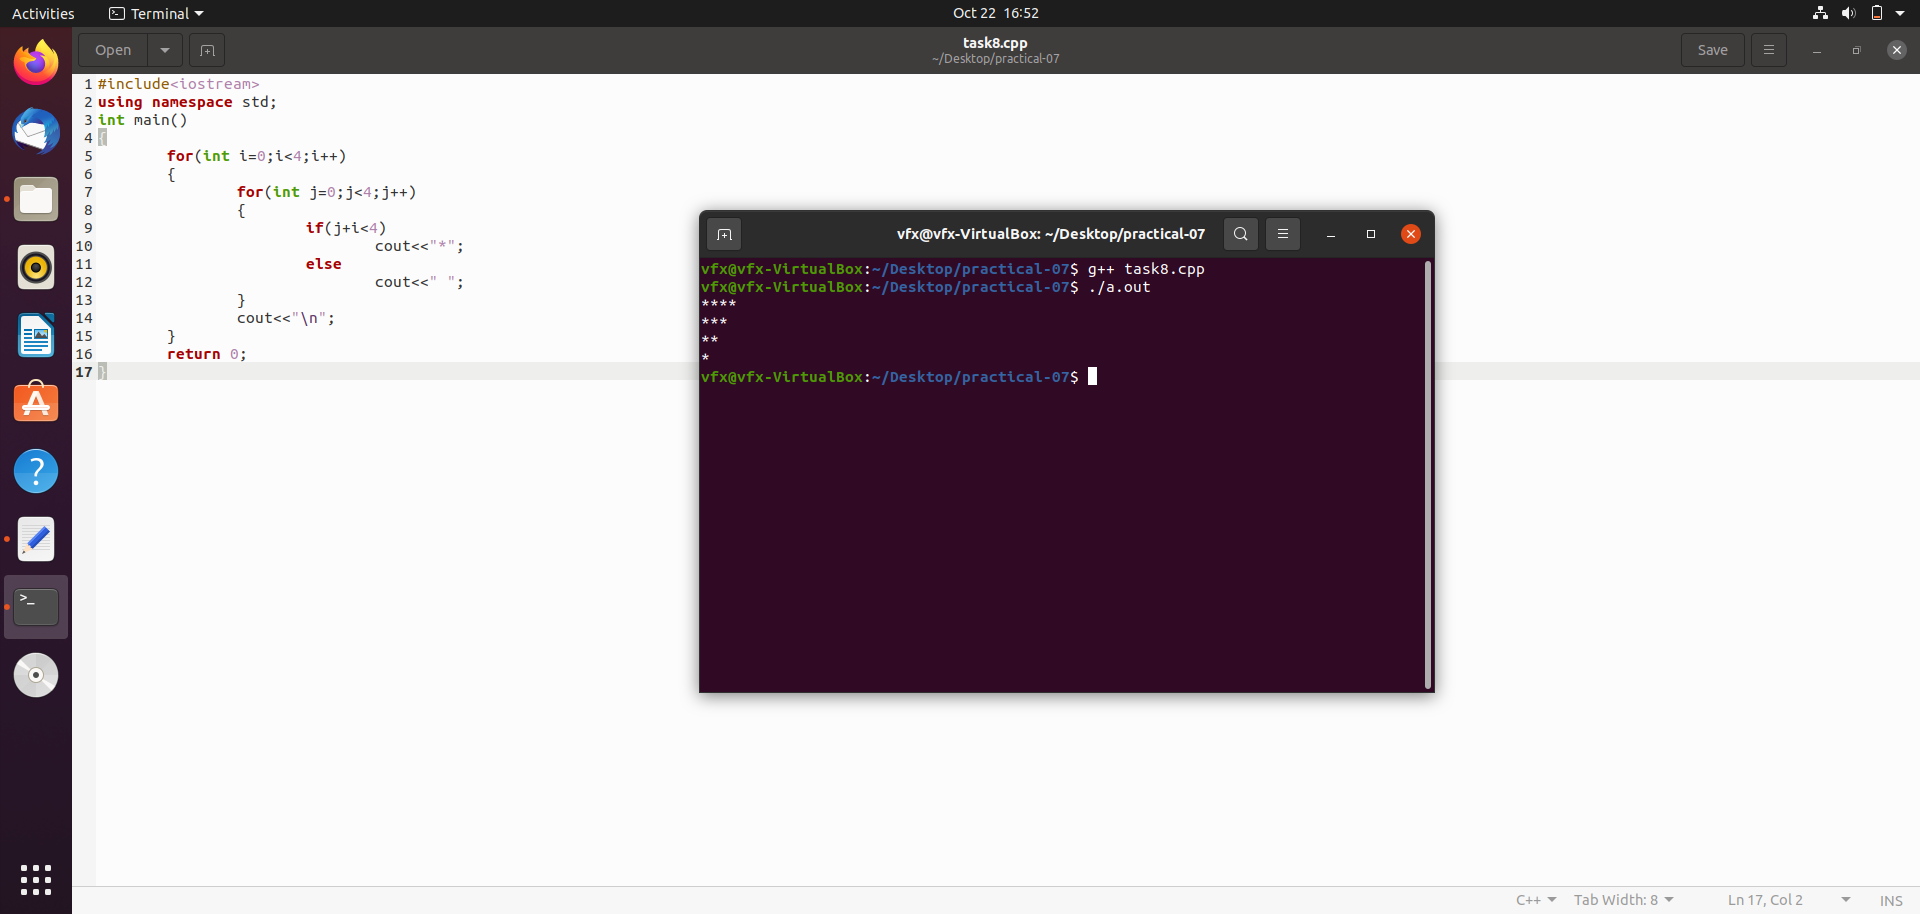 Activities
Terminal
Oct 22 16:52
Open
task8.cpp
~/Desktop/practical-07
Save
1 #include<iostream>
2 using namespace std;
3 int main()
4 {
5         for(int i=0;i<4;i++)
6         {
7                 for(int j=0;j<4;j++)
8                 {
9                         if(j+i<4)
10                                 cout<<"*";
11                         else
12                                 cout<<" ";
13                 }
14                 cout<<"\n";
15         }
16         return 0;
17 }
vfx@vfx-VirtualBox: ~/Desktop/practical-07
vfx@vfx-VirtualBox:~/Desktop/practical-07$ g++ task8.cpp
vfx@vfx-VirtualBox:~/Desktop/practical-07$ ./a.out
****
***
**
*
vfx@vfx-VirtualBox:~/Desktop/practical-07$
C++
Tab Width: 8
Ln 17, Col 2
INS